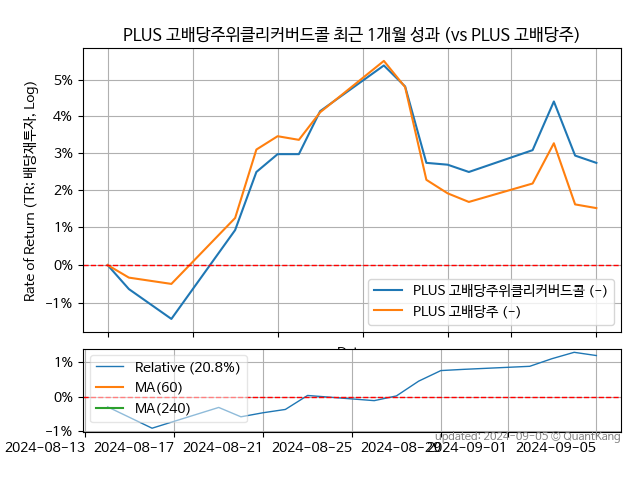 PLUS 고배당주위클리커버드콜 최근 1개월 성과 (vs PLUS 고배당주)
Rate of Return (TR: 배당재투자, Log)
5%
4%
3%
2%
1%
0%
−1%
PLUS 고배당주위클리커버드콜 (-)
PLUS 고배당주 (-)
1%
0%
−1%
Relative (20.8%)
MA(60)
MA(240)
updated: 2024-09-05 © QuantKang
2024-08-13 2024-08-17 2024-08-21 2024-08-25 2024-08-29 2024-09-01 2024-09-05